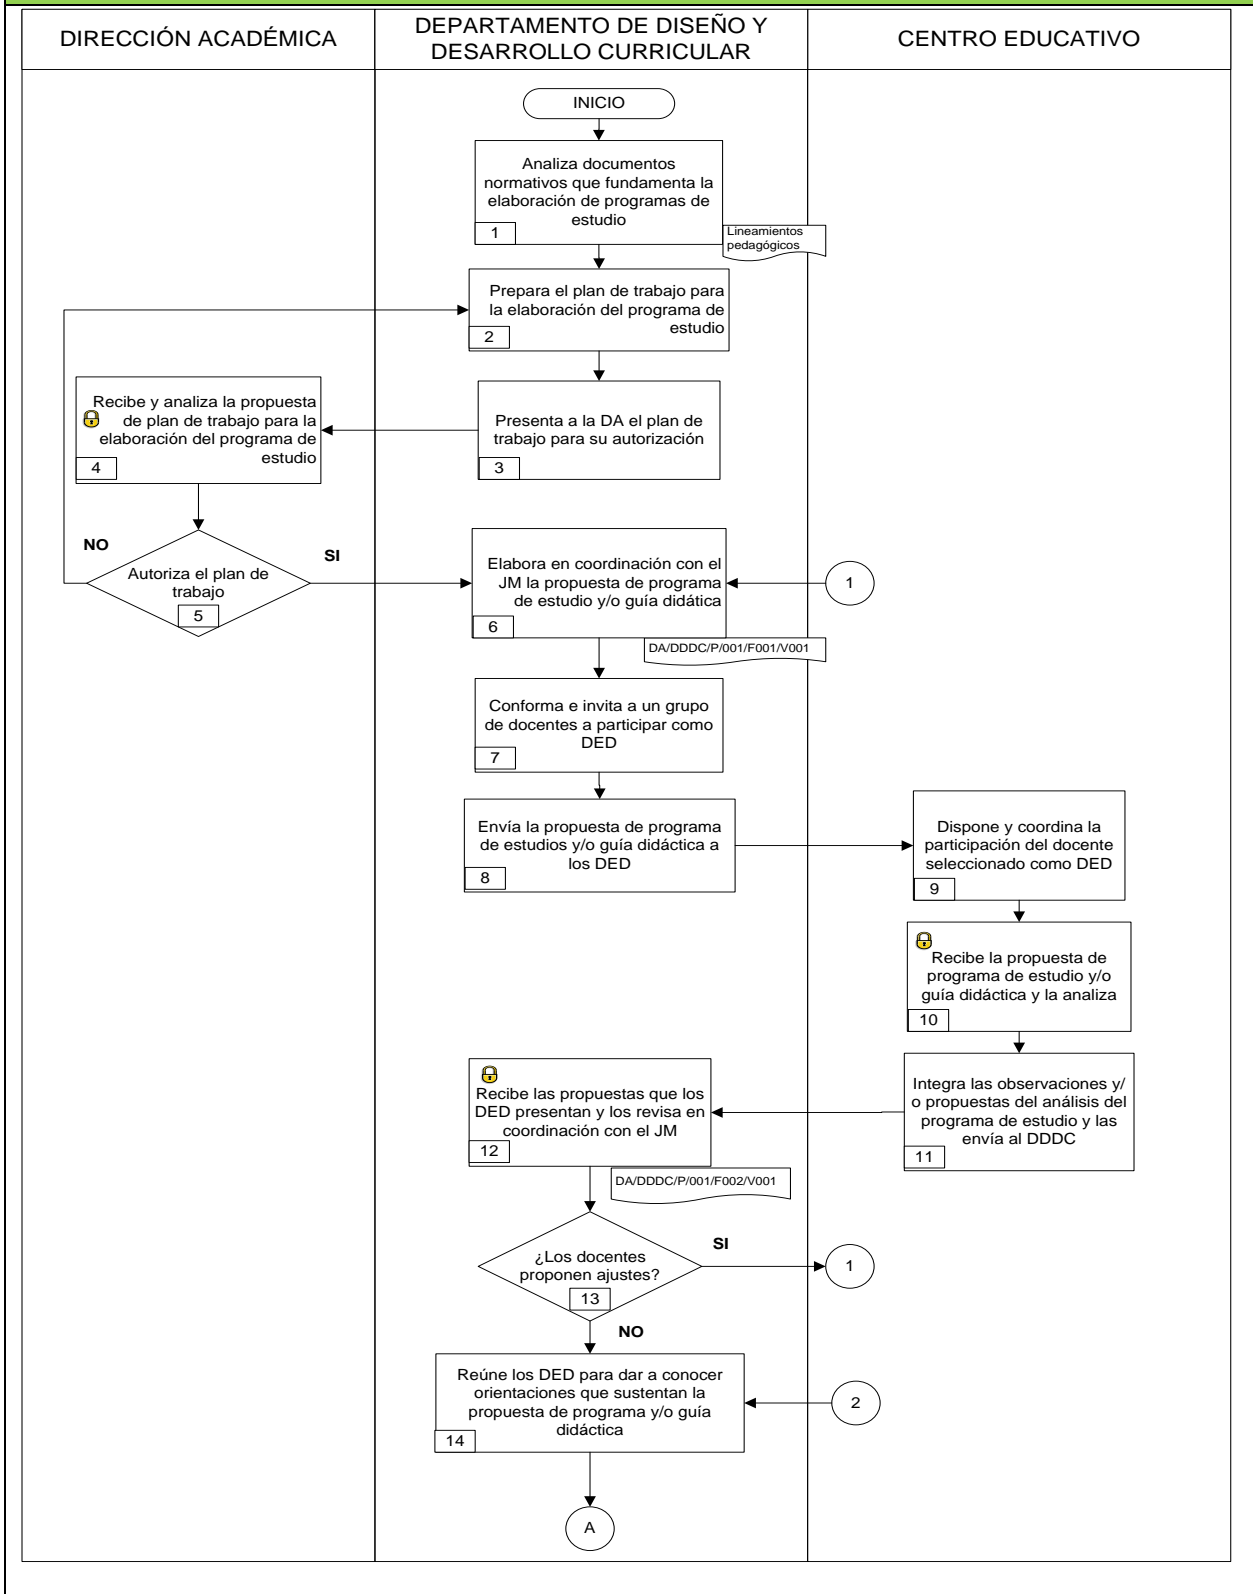 DIRECCIÓN ACADÉMICA
DEPARTAMENTO DE DISEÑO Y
DESARROLLO CURRICULAR
CENTRO EDUCATIVO
INICIO
Analiza documentos
normativos que fundamenta la
elaboración de programas de
estudio
1
Lineamientos
pedagógicos
Prepara el plan de trabajo para
la elaboración del programa de
estudio
2
Presenta a la DA el plan de
trabajo para su autorización
3
Recibe y analiza la propuesta
de plan de trabajo para la
elaboración del programa de
estudio
4
NO
SI
Autoriza el plan de
trabajo
5
Elabora en coordinación con el
JM la propuesta de programa
de estudio y/o guía didática
6
1
DA/DDDC/P/001/F001/V001
Conforma e invita a un grupo
de docentes a participar como
DED
7
Envía la propuesta de programa
de estudios y/o guía didáctica a
los DED
8
Dispone y coordina la
participación del docente
seleccionado como DED
9
Recibe la propuesta de
programa de estudio y/o
guía didáctica y la analiza
10
Integra las observaciones y/
o propuestas del análisis del
programa de estudio y las
envía al DDDC
11
Recibe las propuestas que los
DED presentan y los revisa en
coordinación con el JM
12
DA/DDDC/P/001/F002/V001
¿Los docentes
proponen ajustes?
13
SI
1
NO
Reúne los DED para dar a conocer
orientaciones que sustentan la
propuesta de programa y/o guía
didáctica
14
2
A